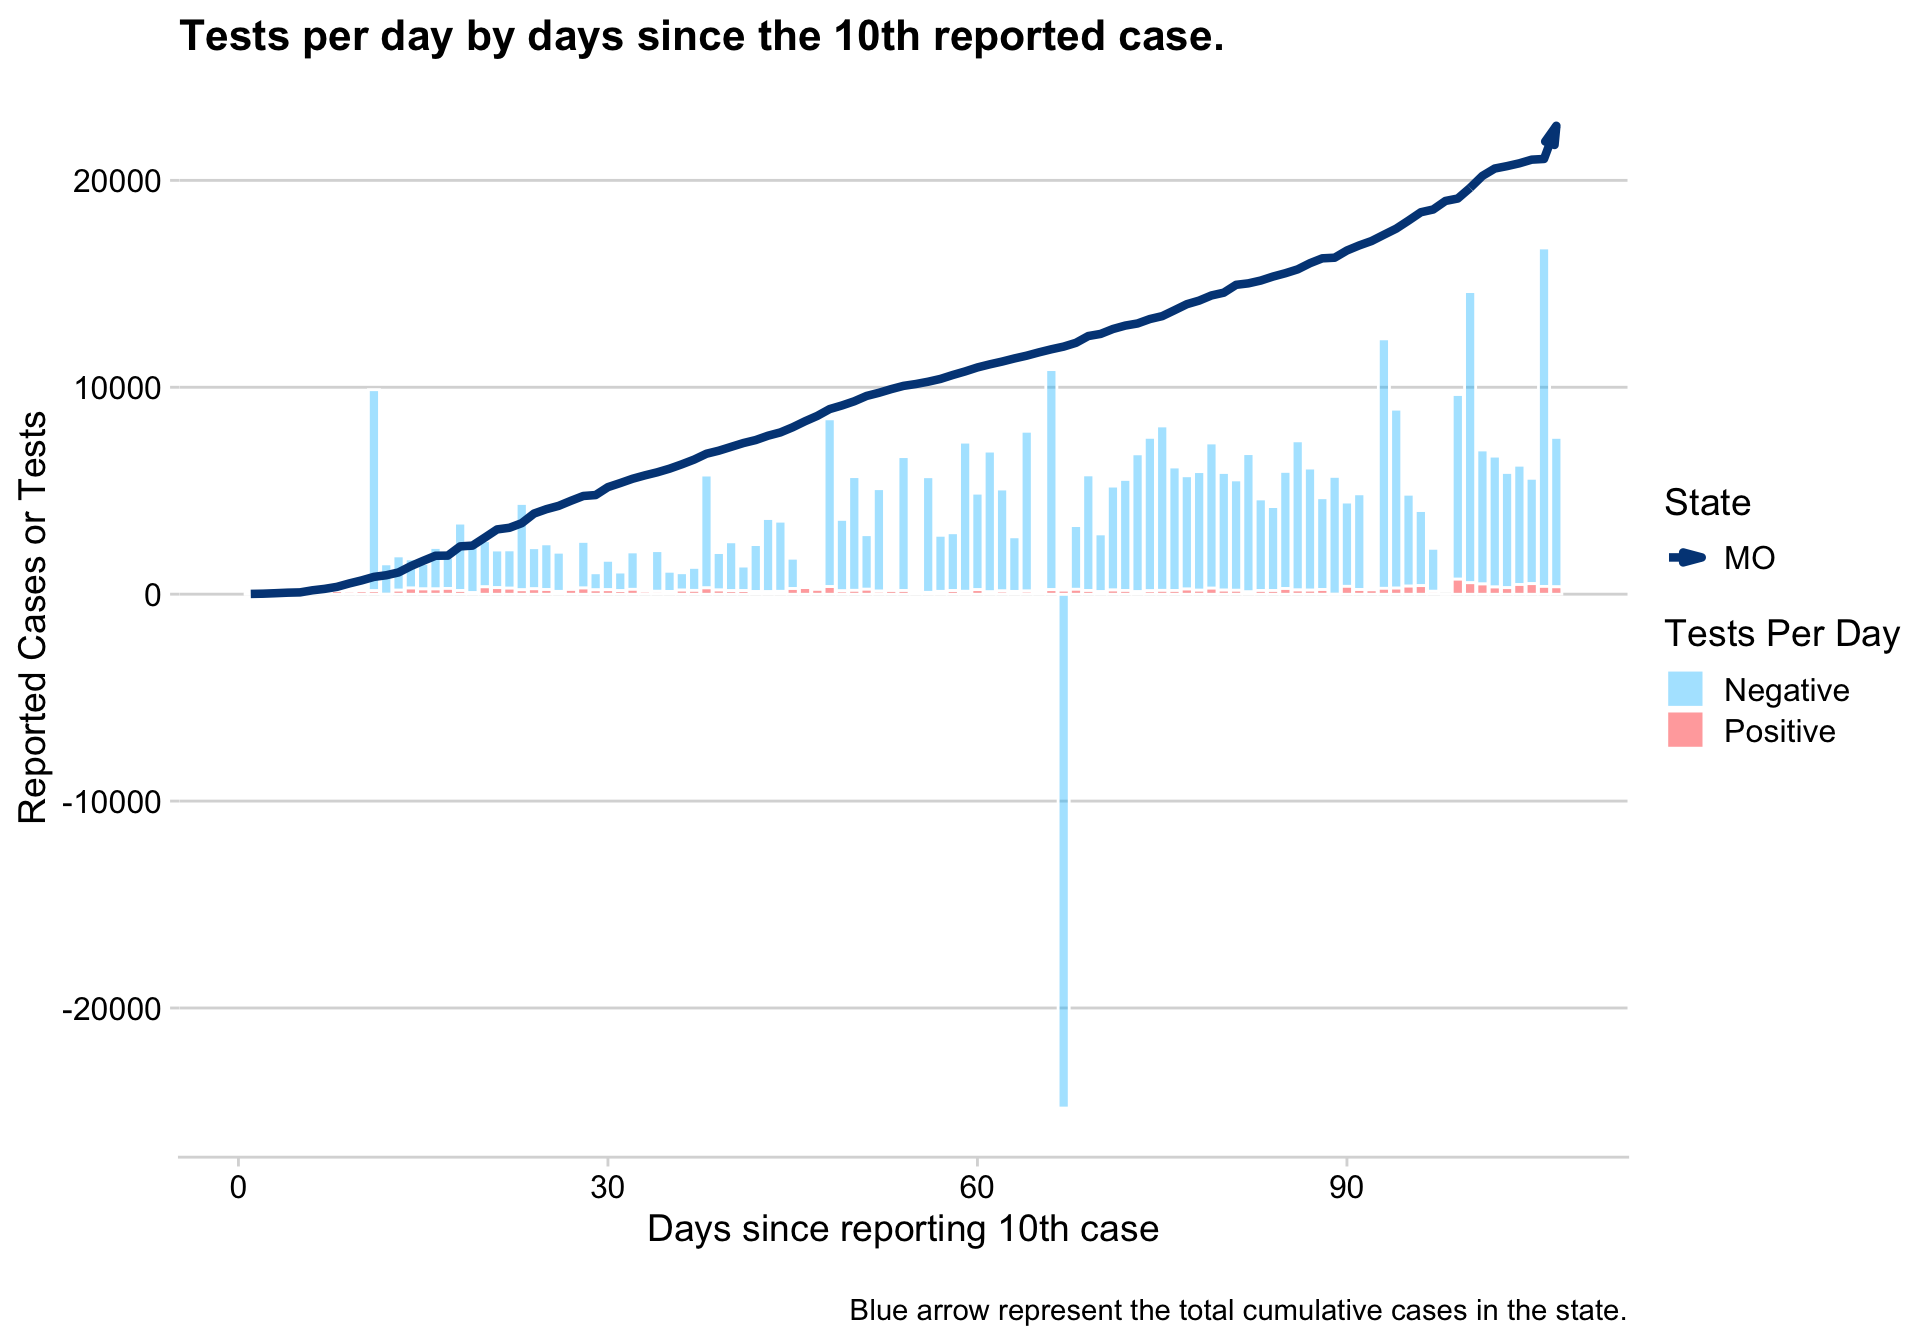 Tests per day by days since the 10th reported case.
20000
10000
0
-10000
-20000
Reported Cases or Tests
0
30
60
90
Days since reporting 10th case
State
MO
Tests Per Day
Negative
Positive
Blue arrow represent the total cumulative cases in the state.